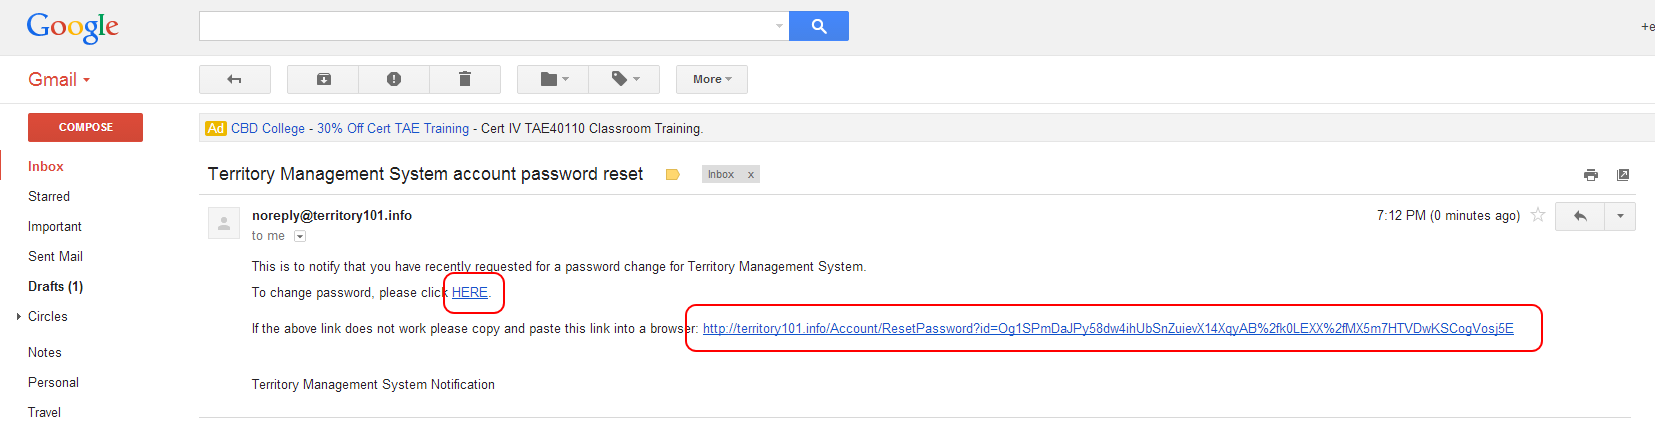 Google
+e
Gmail
More
COMPOSE
Ad CBD College - 30% Off Cert TAE Training - Cert IV TAE40110 Classroom Training.
Inbox
Starred
Important
Sent Mail
Drafts (1)
Circles
Notes
Personal
Travel
Territory Management System account password reset Inbox x
noreply@territory101.info 7:12 PM (0 minutes ago)
to me
This is to notify that you have recently requested for a password change for Territory Management System.
To change password, please click HERE.
If the above link does not work please copy and paste this link into a browser: http://territory101.info/Account/ResetPassword?id=Og1SPmDaJPy58dw4ihUbSnZuievX14XqyAB%2fk0LEXX%2fMX5m7HTVDwKSCogVosj5E
Territory Management System Notification